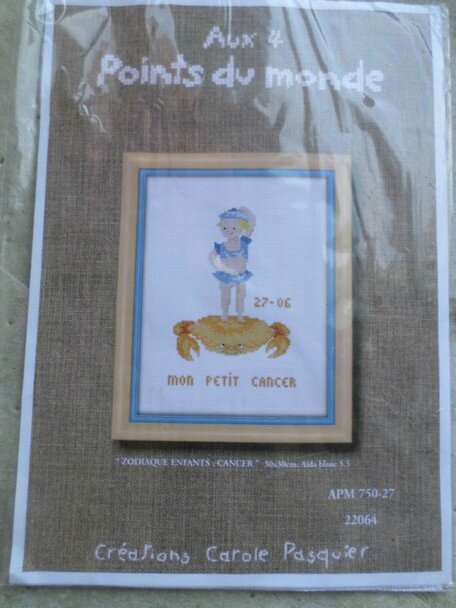 Aux 4
Points du monde
27-06
MON PETIT CANCER
" ZODIAQUE ENFANTS : CANCER " 30x30cm. Aïda blanc 5.5
APM 750-27
22064
Créations Carole Pasquier